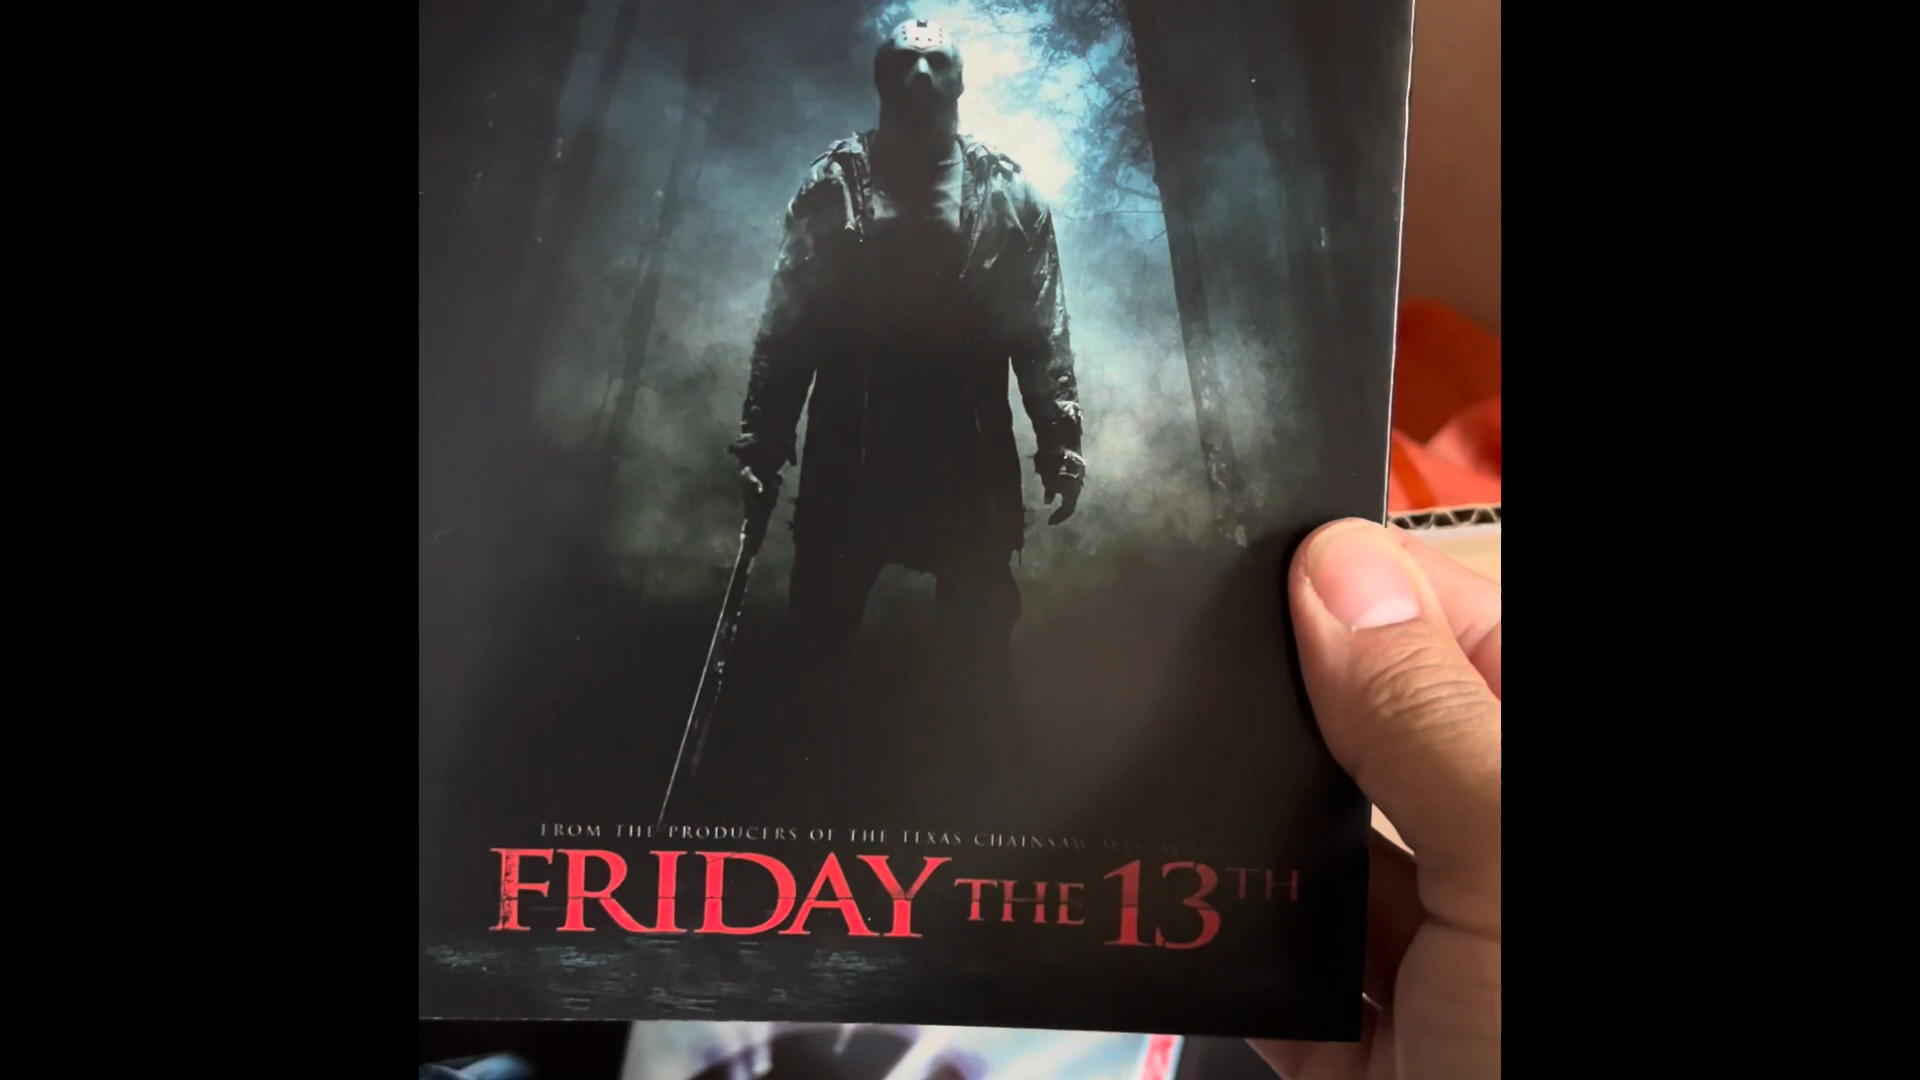 FROM THE PRODUCERS OF THE TEXAS CHAINSAW
FRIDAY THE 13TH